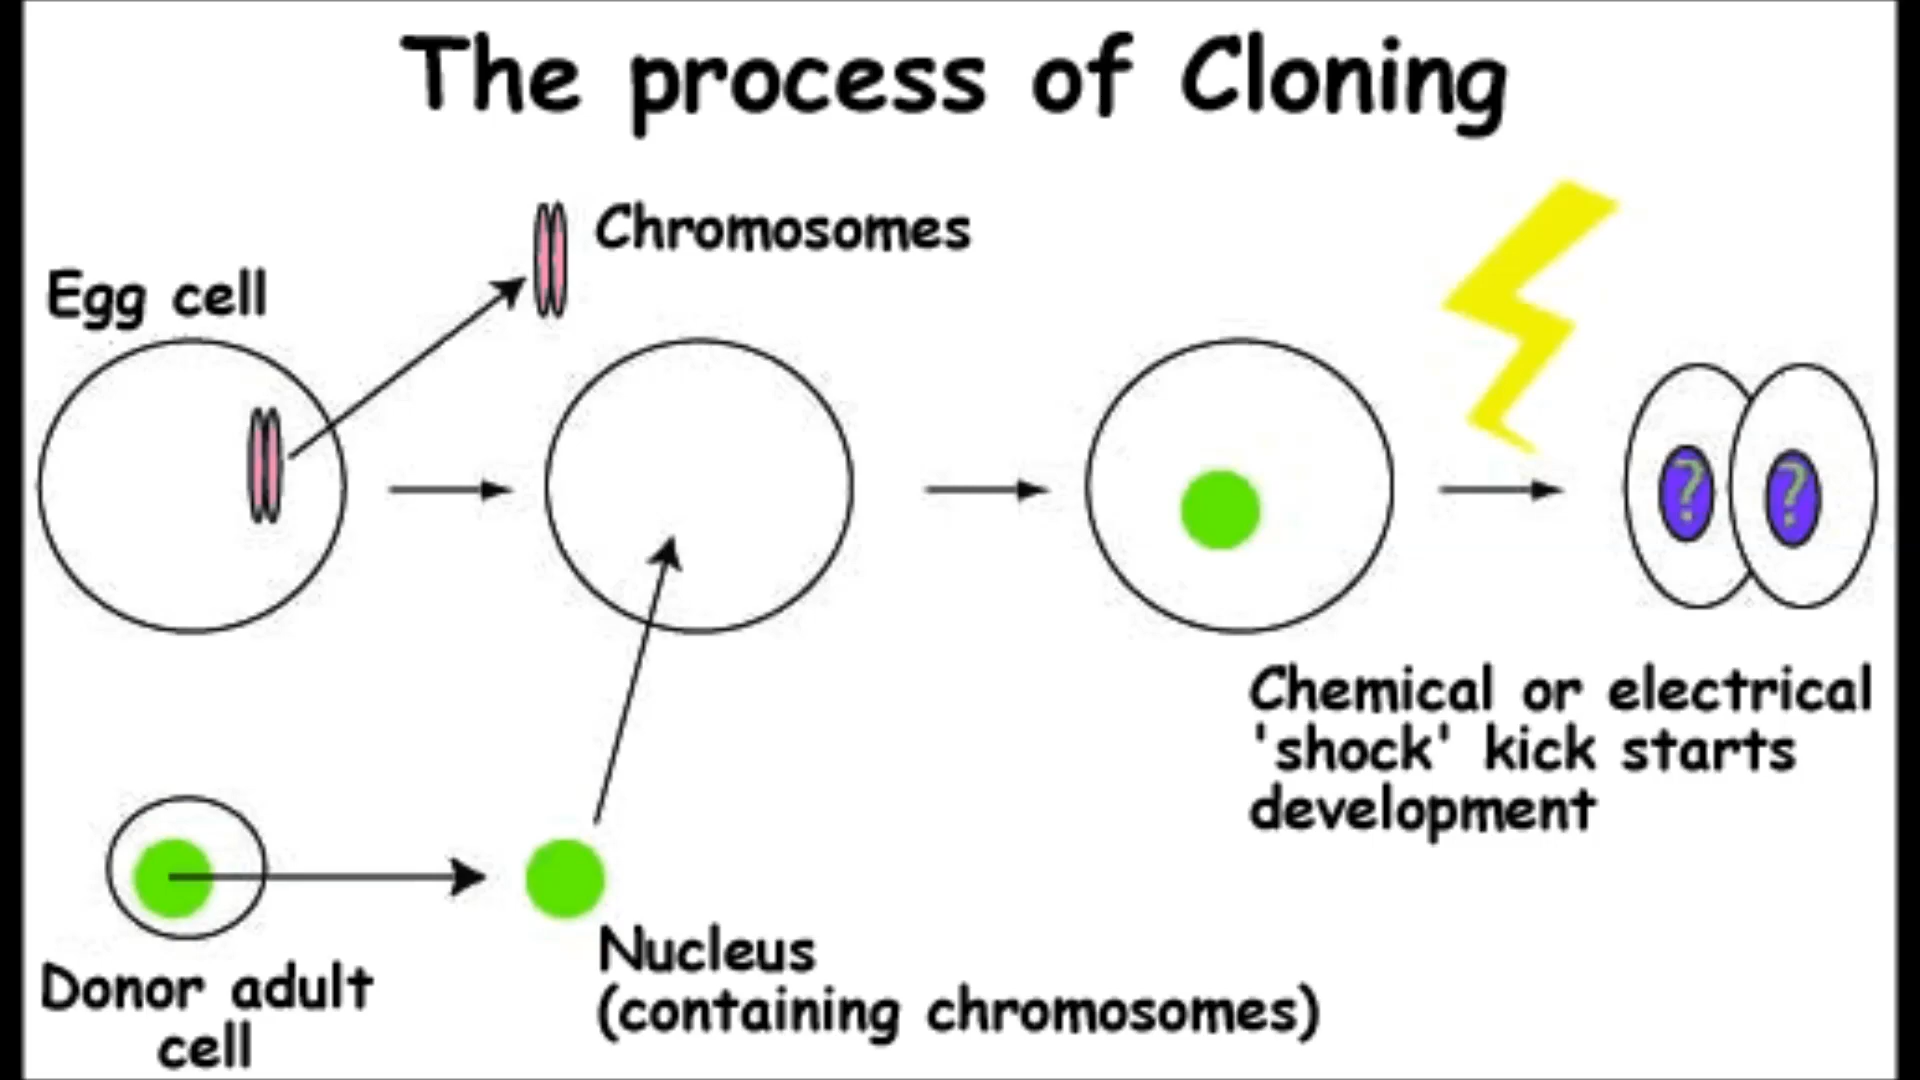 The process of Cloning
Chromosomes
Egg cell
? ?
Chemical or electrical
'shock' kick starts
development
Nucleus
(containing chromosomes)
Donor adult
cell